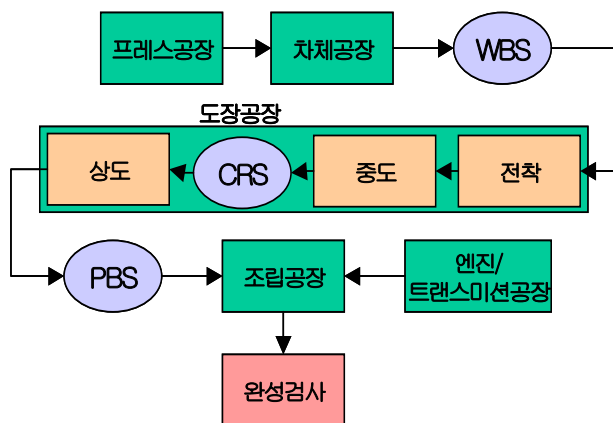 프레스공장
차체공장
WBS
도장공장
상도
CRS
중도
전착
PBS
조립공장
엔진/
트랜스미션공장
완성검사